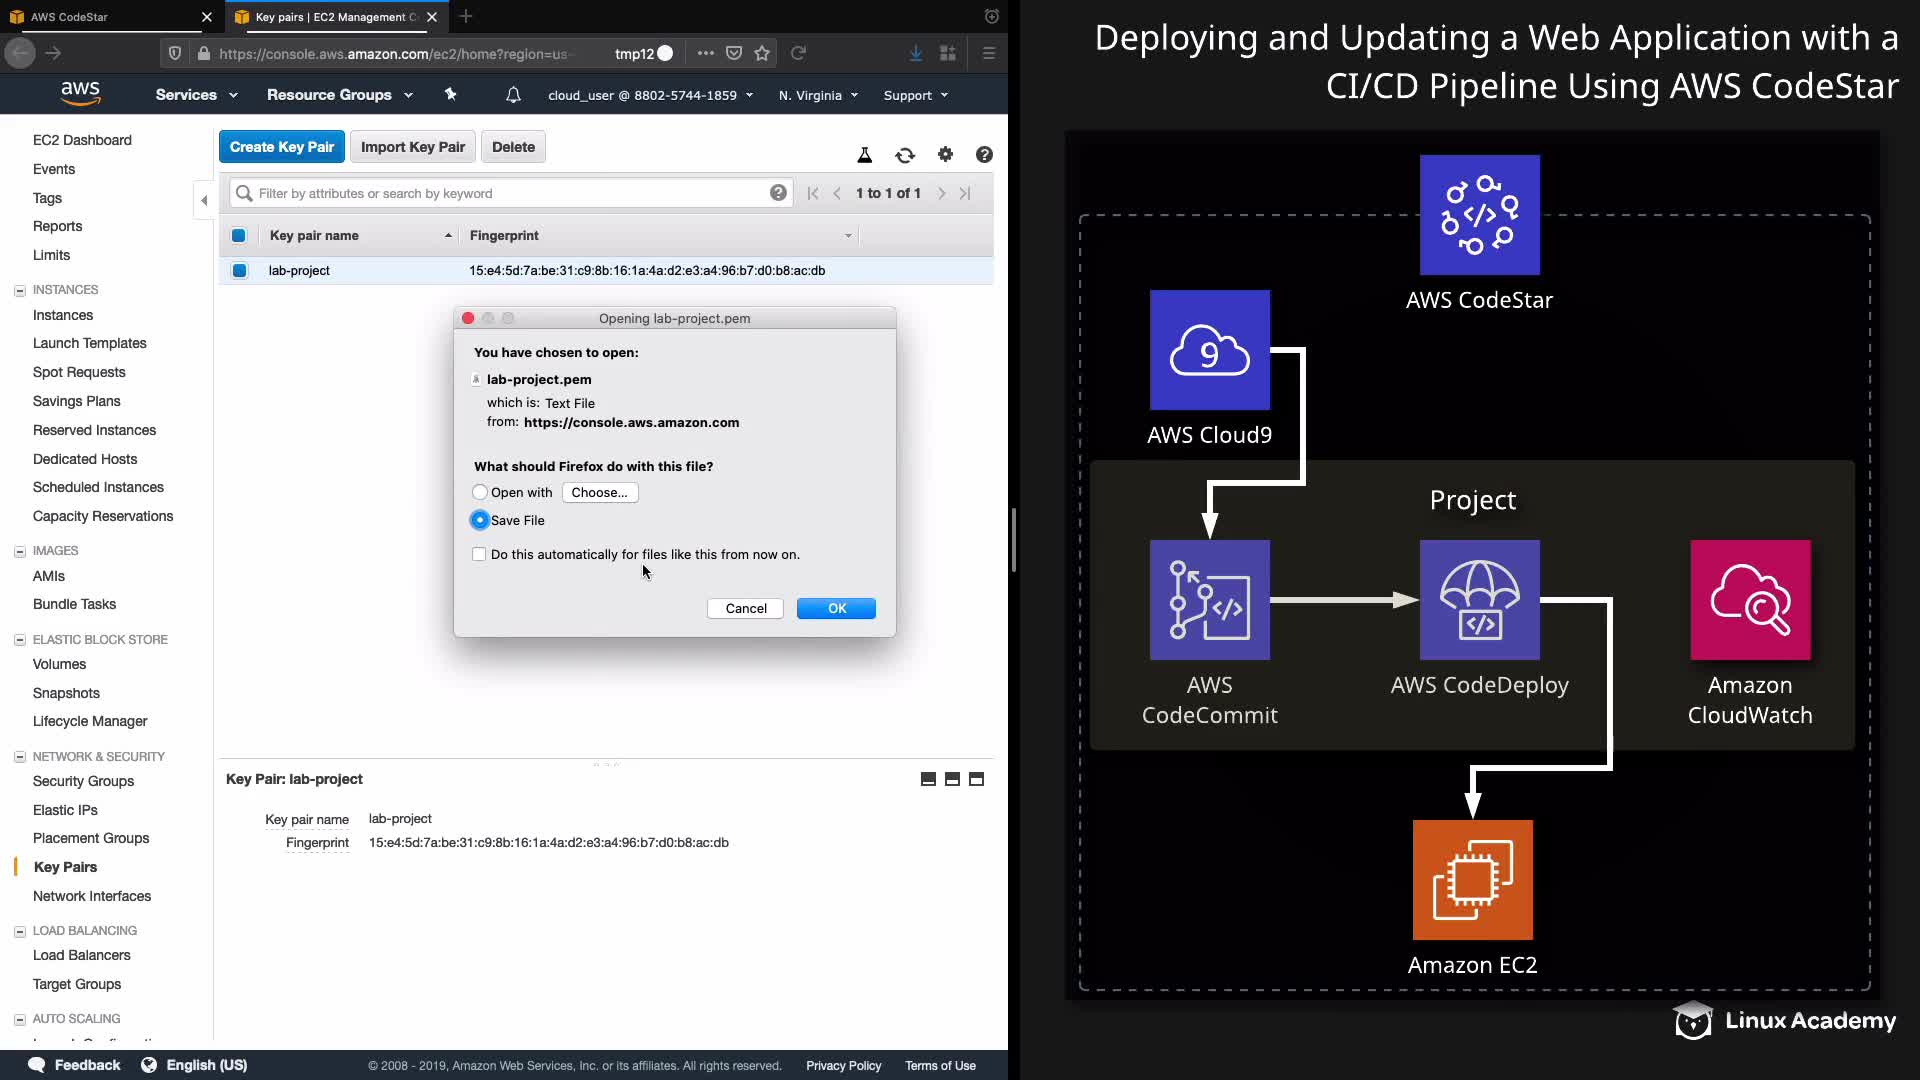 AWS CodeStar
Key pairs | EC2 Management C
https://console.aws.amazon.com/ec2/home?region=us-
tmp12
aws
Services
Resource Groups
cloud_user @ 8802-5744-1859
N. Virginia
Support
EC2 Dashboard
Events
Tags
Reports
Limits
INSTANCES
Instances
Launch Templates
Spot Requests
Savings Plans
Reserved Instances
Dedicated Hosts
Scheduled Instances
Capacity Reservations
IMAGES
AMIs
Bundle Tasks
ELASTIC BLOCK STORE
Volumes
Snapshots
Lifecycle Manager
NETWORK & SECURITY
Security Groups
Elastic IPs
Placement Groups
Key Pairs
Network Interfaces
LOAD BALANCING
Load Balancers
Target Groups
AUTO SCALING
Create Key Pair
Import Key Pair
Delete
Filter by attributes or search by keyword
1 to 1 of 1
Key pair name
Fingerprint
lab-project
15:e4:5d:7a:be:31:c9:8b:16:1a:4a:d2:e3:a4:96:b7:d0:b8:ac:db
Opening lab-project.pem
You have chosen to open:
lab-project.pem
which is: Text File
from: https://console.aws.amazon.com
What should Firefox do with this file?
Open with
Choose...
Save File
Do this automatically for files like this from now on.
Cancel
OK
Key Pair: lab-project
Key pair name lab-project
Fingerprint 15:e4:5d:7a:be:31:c9:8b:16:1a:4a:d2:e3:a4:96:b7:d0:b8:ac:db
Feedback
English (US)
© 2008 - 2019, Amazon Web Services, Inc. or its affiliates. All rights reserved.
Privacy Policy
Terms of Use
Deploying and Updating a Web Application with a
CI/CD Pipeline Using AWS CodeStar
AWS CodeStar
9
AWS Cloud9
Project
AWS
CodeCommit
AWS CodeDeploy
Amazon
CloudWatch
Amazon EC2
Linux Academy